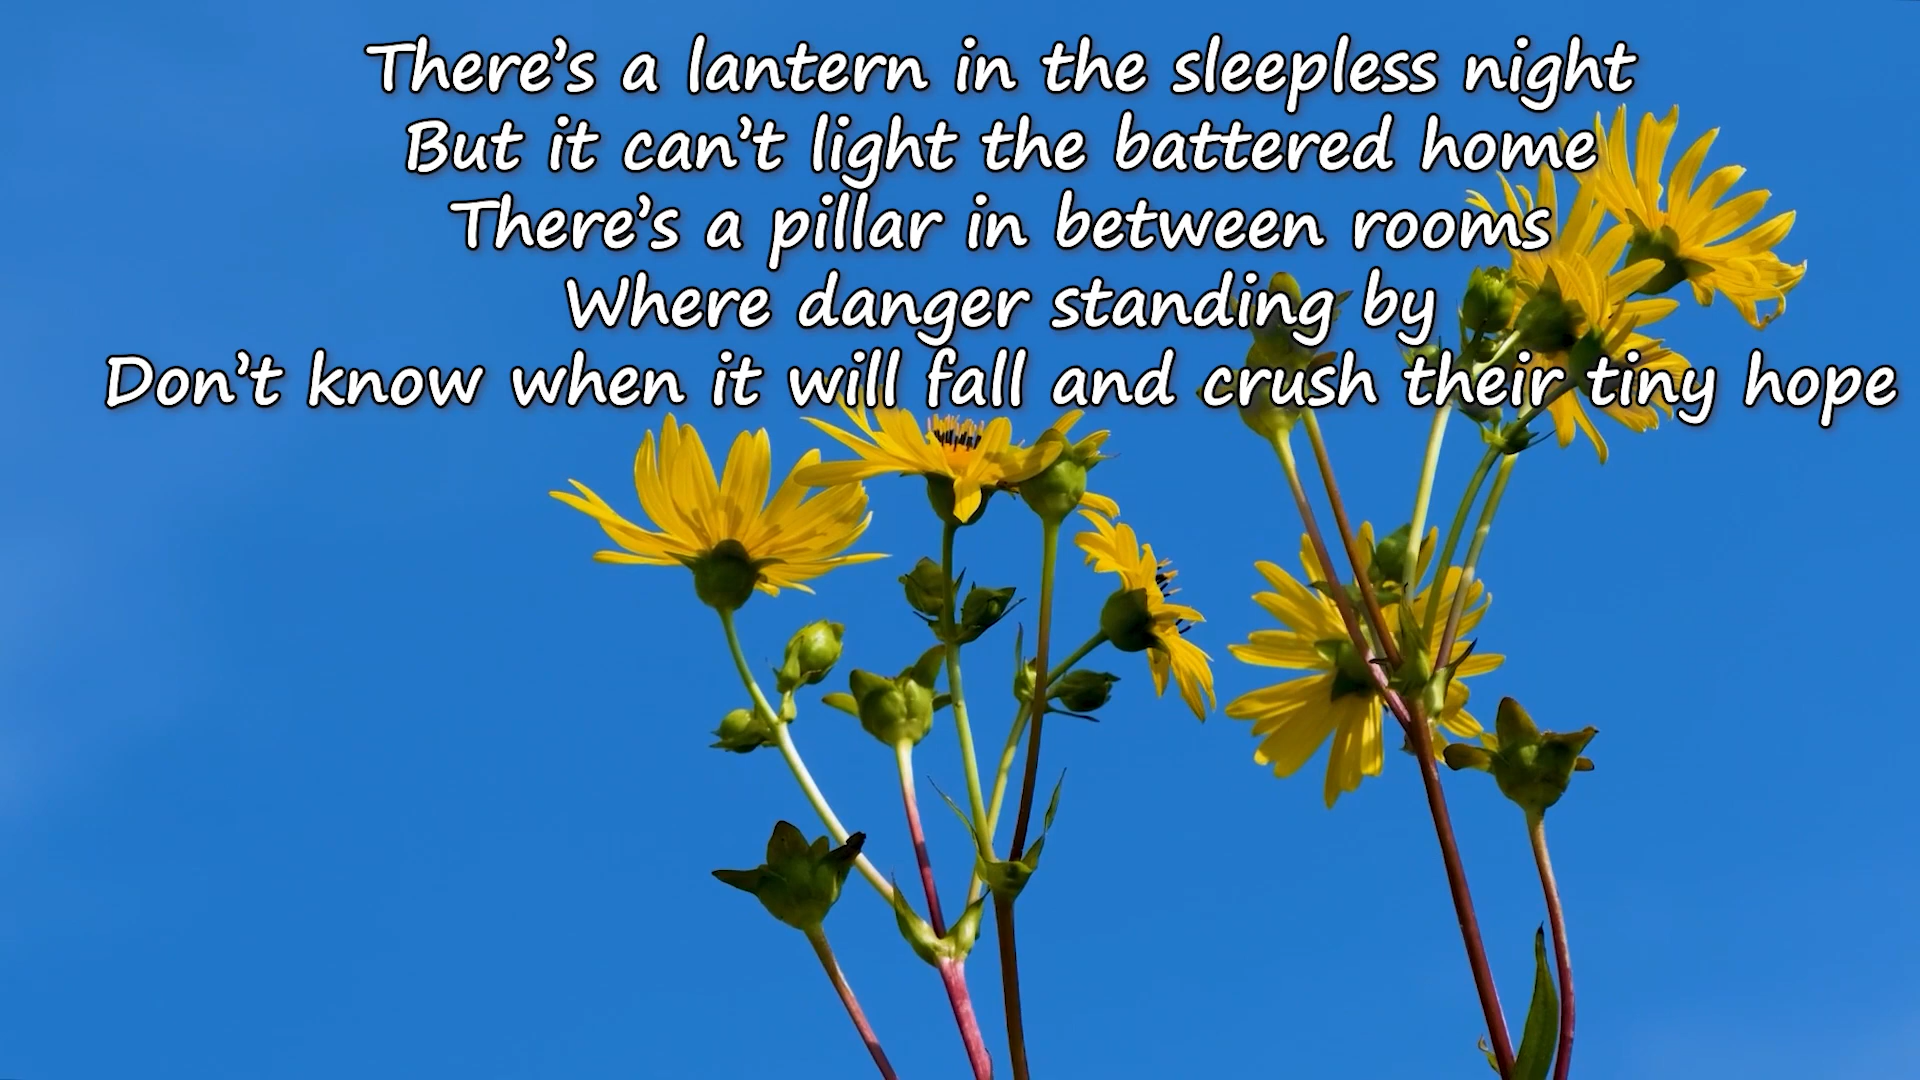 There’s a lantern in the sleepless night
But it can’t light the battered home
There’s a pillar in between rooms
Where danger standing by
Don’t know when it will fall and crush their tiny hope